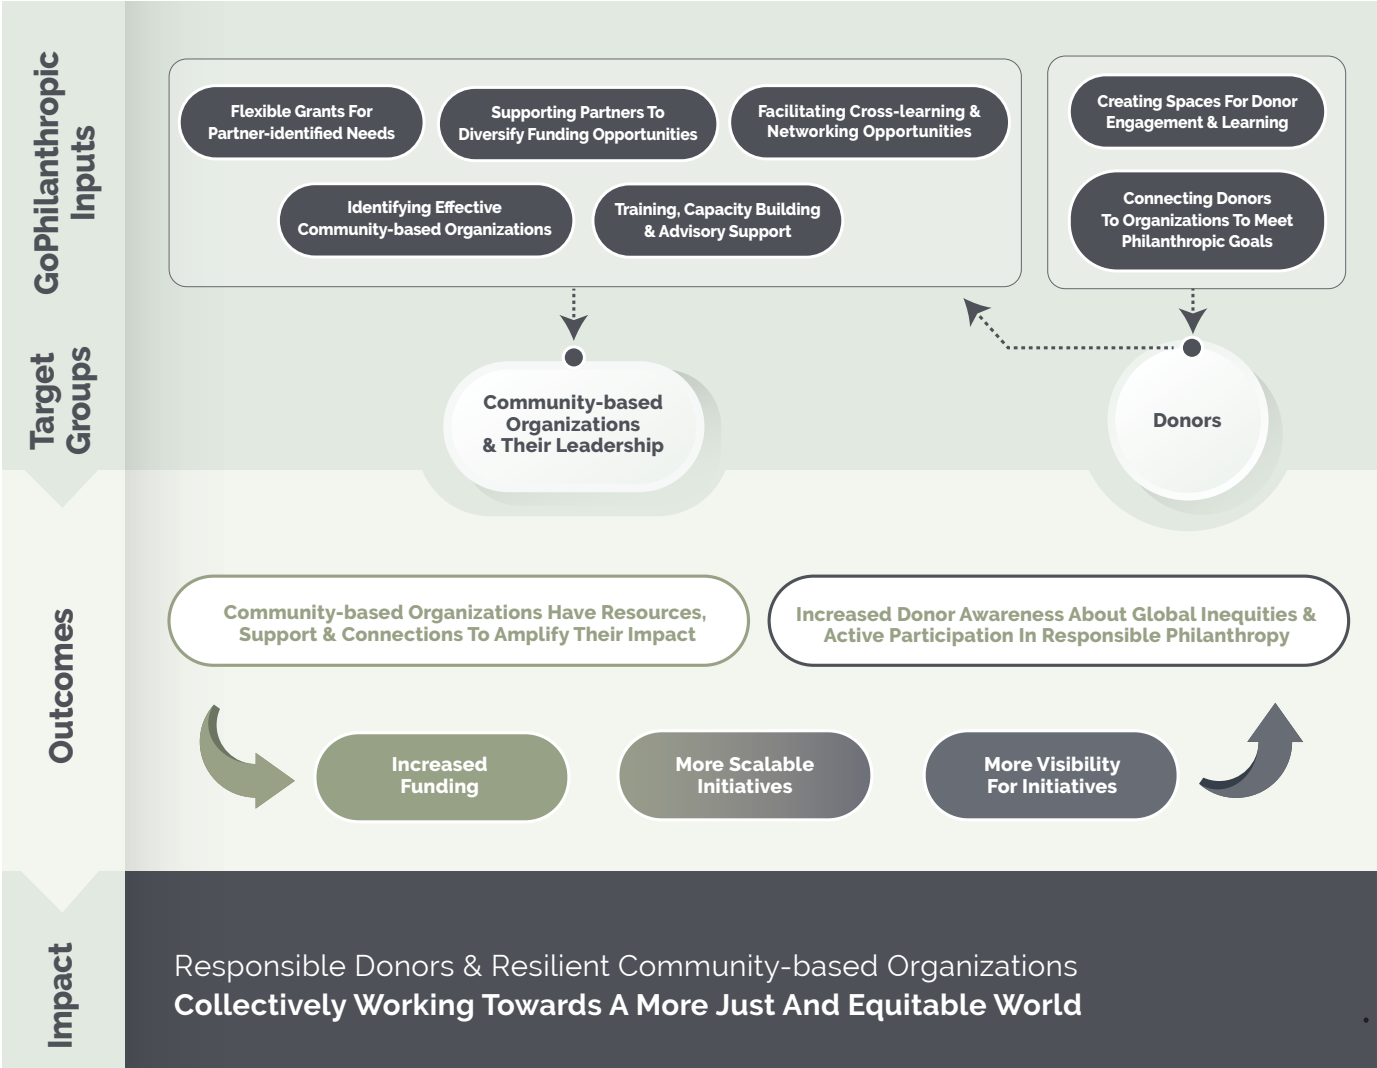 GoPhilanthropic
Inputs
Flexible Grants For
Partner-identified Needs
Supporting Partners To
Diversify Funding Opportunities
Facilitating Cross-learning &
Networking Opportunities
Identifying Effective
Community-based Organizations
Training, Capacity Building
& Advisory Support
Creating Spaces For Donor
Engagement & Learning
Connecting Donors
To Organizations To Meet
Philanthropic Goals
Target
Groups
Community-based
Organizations
& Their Leadership
Donors
Outcomes
Community-based Organizations Have Resources,
Support & Connections To Amplify Their Impact
Increased Donor Awareness About Global Inequities &
Active Participation In Responsible Philanthropy
Increased
Funding
More Scalable
Initiatives
More Visibility
For Initiatives
Impact
Responsible Donors & Resilient Community-based Organizations
Collectively Working Towards A More Just And Equitable World